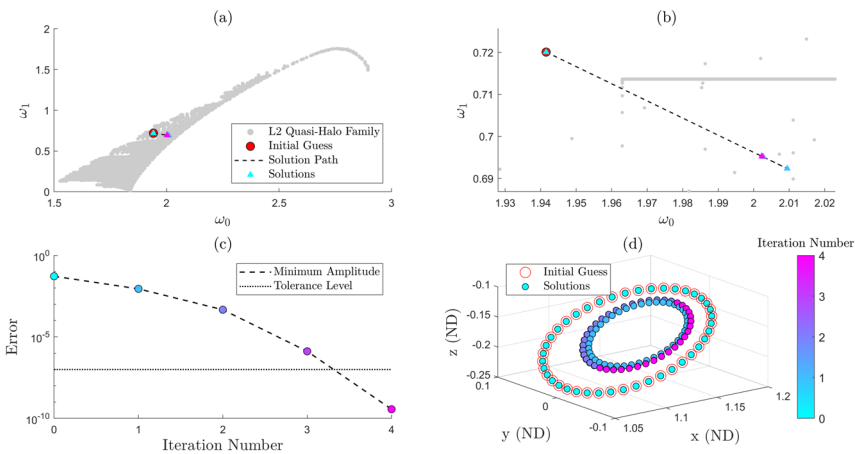 (a)
ω1
2
1.5
1
0.5
0
1.5
2
2.5
3
ω0
L2 Quasi-Halo Family
Initial Guess
Solution Path
Solutions
(b)
ω1
0.72
0.71
0.7
0.69
1.93
1.94
1.95
1.96
1.97
1.98
1.99
2
2.01
2.02
ω0
(c)
Error
10^0
10^-5
10^-10
0
1
2
3
4
Iteration Number
Minimum Amplitude
Tolerance Level
(d)
Initial Guess
Solutions
z (ND)
-0.1
-0.15
-0.2
-0.25
0.1
0
-0.1
y (ND)
1.05
1.1
1.15
1.2
x (ND)
Iteration Number
4
3
2
1
0